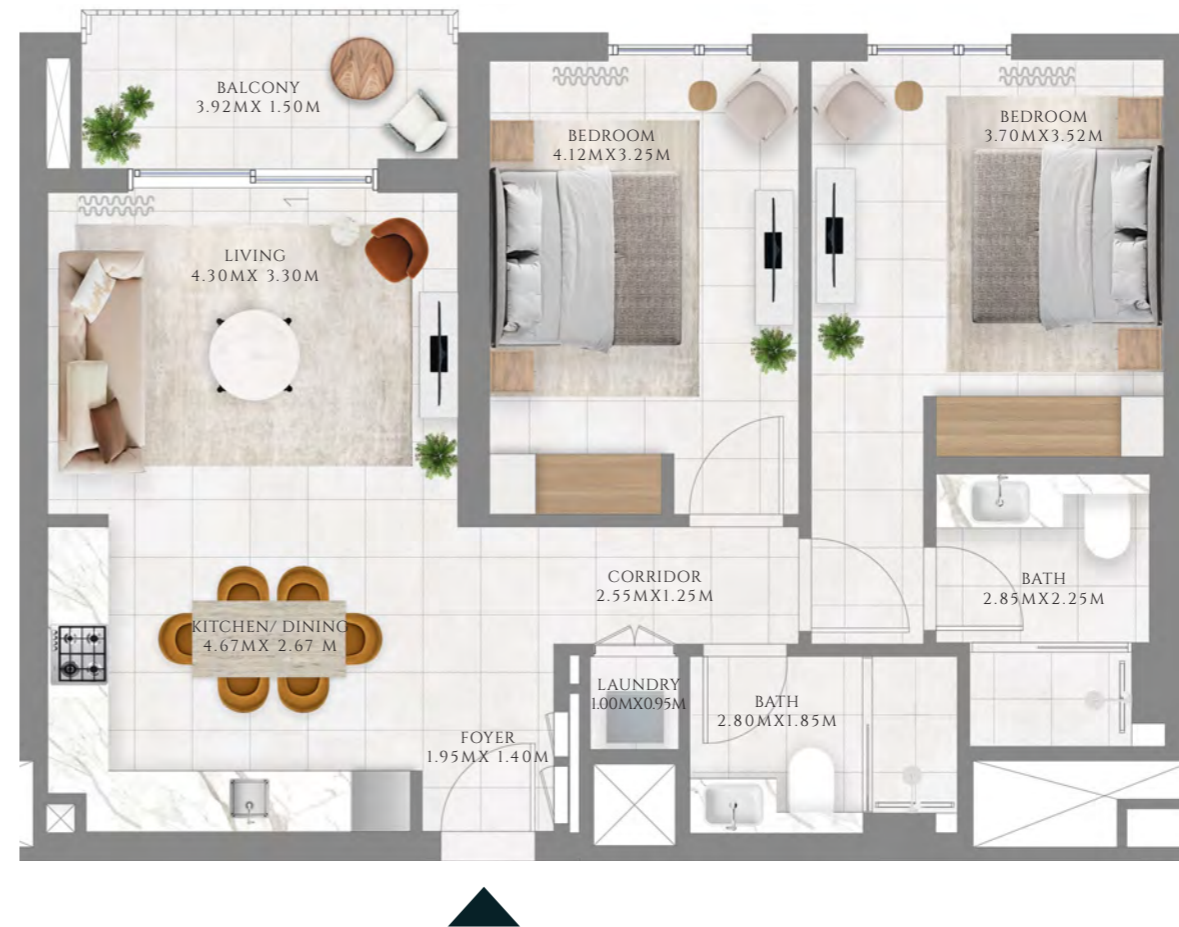 BALCONY
3.92MX 1.50M
BEDROOM
4.12MX3.25M
BEDROOM
3.70MX3.52M
LIVING
4.30MX 3.30M
CORRIDOR
2.55MX1.25M
BATH
2.85MX2.25M
KITCHEN/ DINING
4.67MX 2.67 M
LAUNDRY
1.00MX0.95M
BATH
2.80MX1.85M
FOYER
1.95MX 1.40M